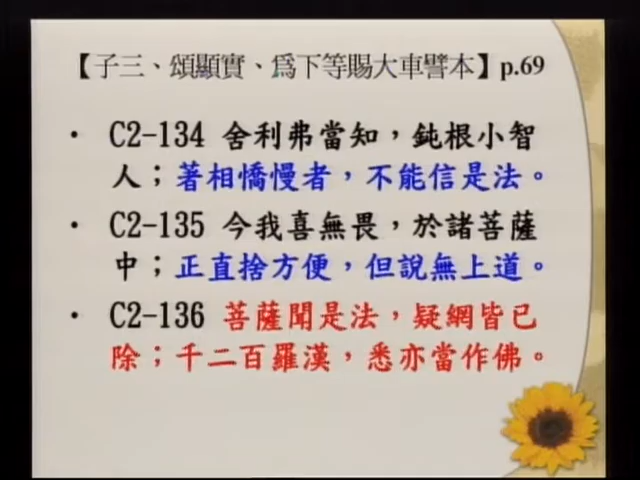 【子三、頌顯實、為下等賜大車譬本】p.69
• C2-134 舍利弗當知，鈍根小智
人；著相憍慢者，不能信是法。
• C2-135 今我喜無畏，於諸菩薩
中；正直捨方便，但說無上道。
• C2-136 菩薩聞是法，疑網皆已
除；千二百羅漢，悉亦當作佛。